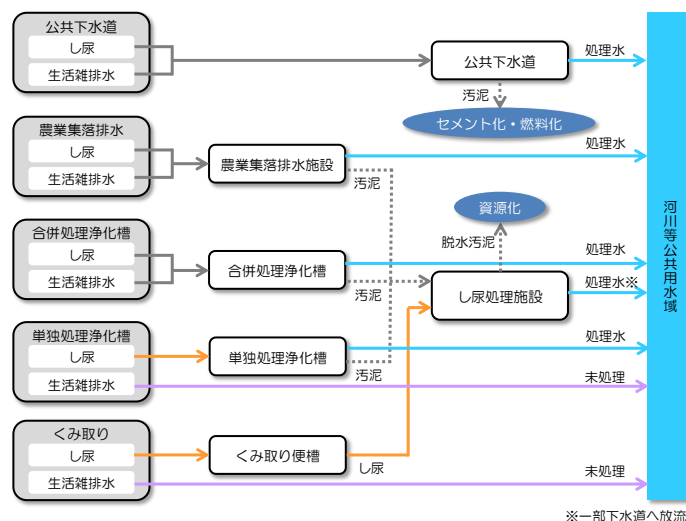 公共下水道
し尿
生活雑排水
公共下水道
処理水
汚泥
セメント化・燃料化
農業集落排水
し尿
生活雑排水
農業集落排水施設
処理水
汚泥
資源化
脱水汚泥
合併処理浄化槽
し尿
生活雑排水
合併処理浄化槽
処理水
汚泥
し尿処理施設
処理水※
単独処理浄化槽
し尿
生活雑排水
単独処理浄化槽
処理水
汚泥
未処理
くみ取り
し尿
生活雑排水
くみ取り便槽
し尿
未処理
河川等公共用水域
※一部下水道へ放流